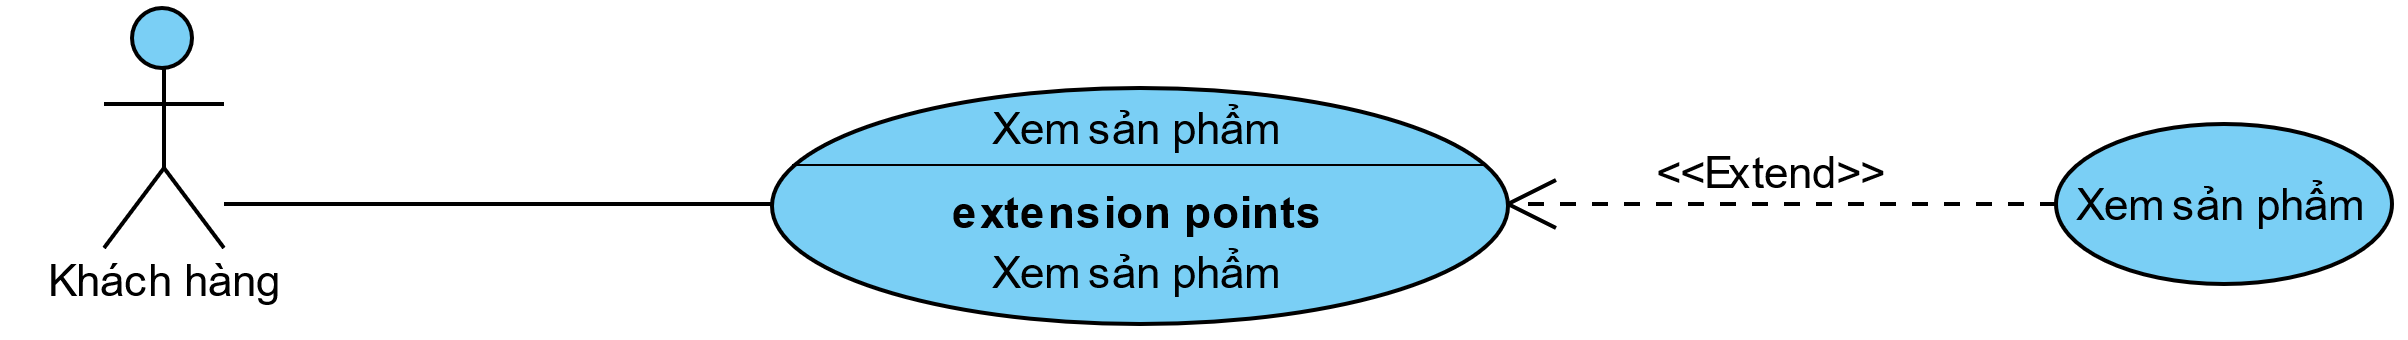 Khách hàng
Xem sản phẩm
extension points
Xem sản phẩm
<<Extend>>
Xem sản phẩm